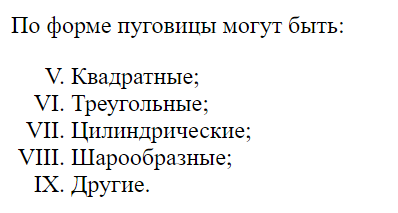 По форме пуговицы могут быть:
V. Квадратные;
VI. Треугольные;
VII. Цилиндрические;
VIII. Шарообразные;
IX. Другие.